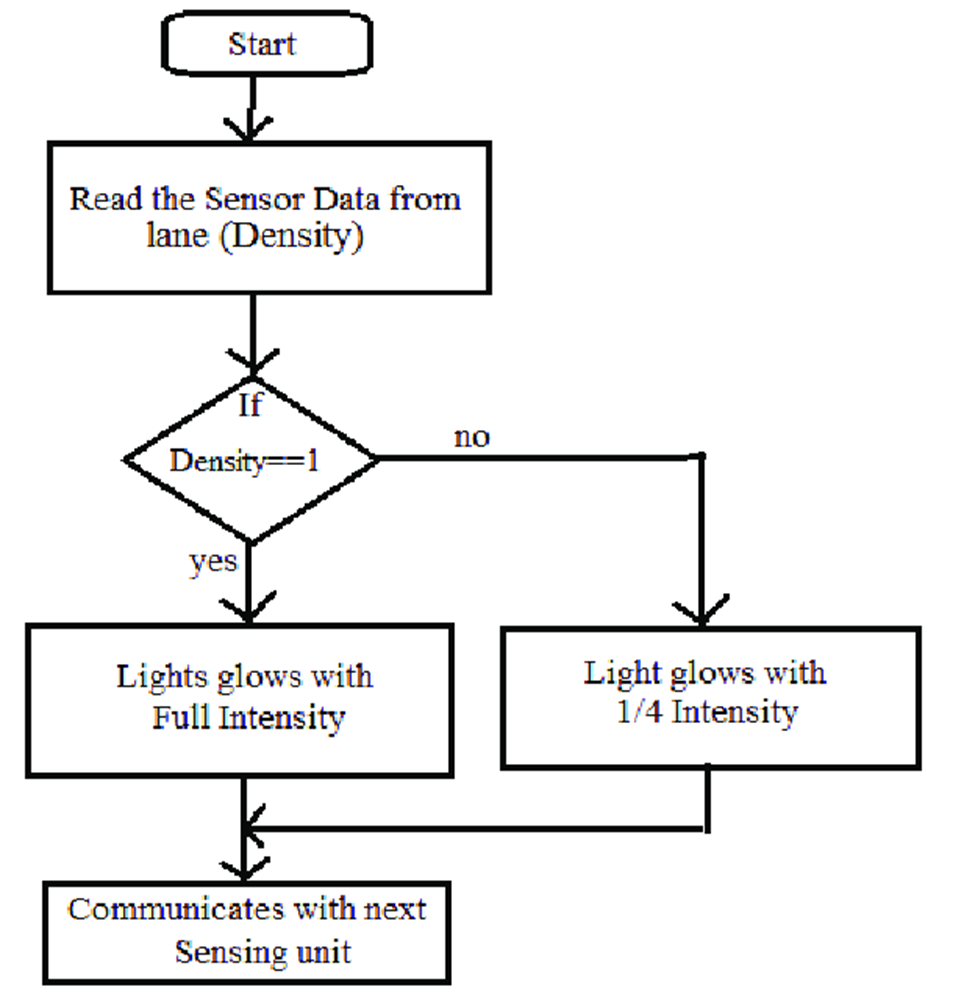 Start
Read the Sensor Data from
lane (Density)
If
Density==1
no
yes
Lights glows with
Full Intensity
Light glows with
1/4 Intensity
Communicates with next
Sensing unit